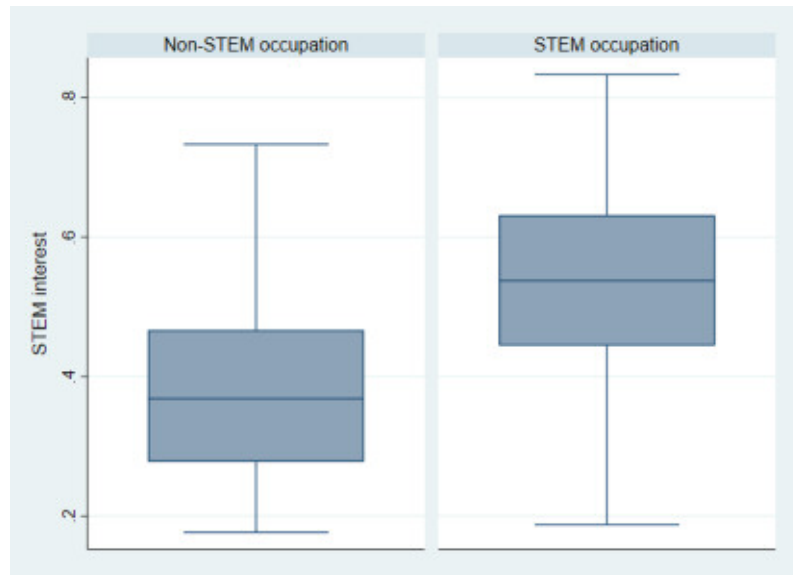 Non-STEM occupation
STEM occupation
.8
.6
.4
.2
STEM interest